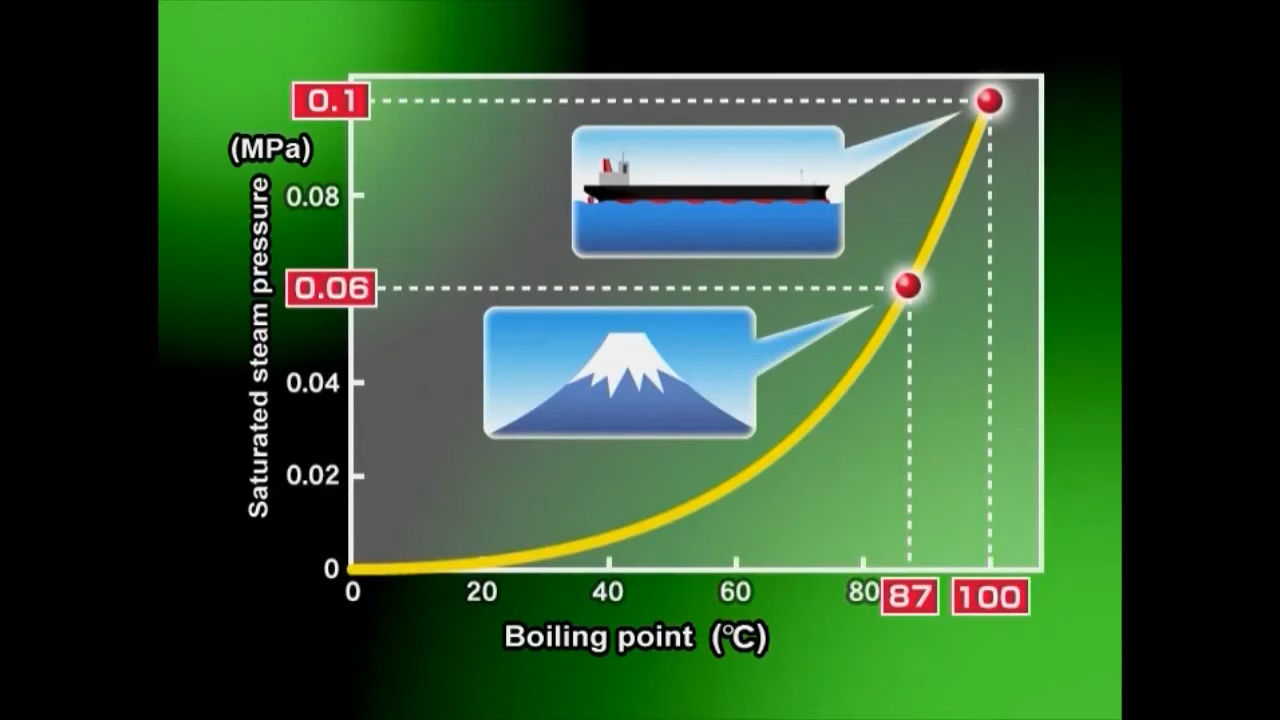 0.1
(MPa)
Saturated steam pressure
0.08
0.06
0.04
0.02
0
0 20 40 60 80 87 100
Boiling point (℃)